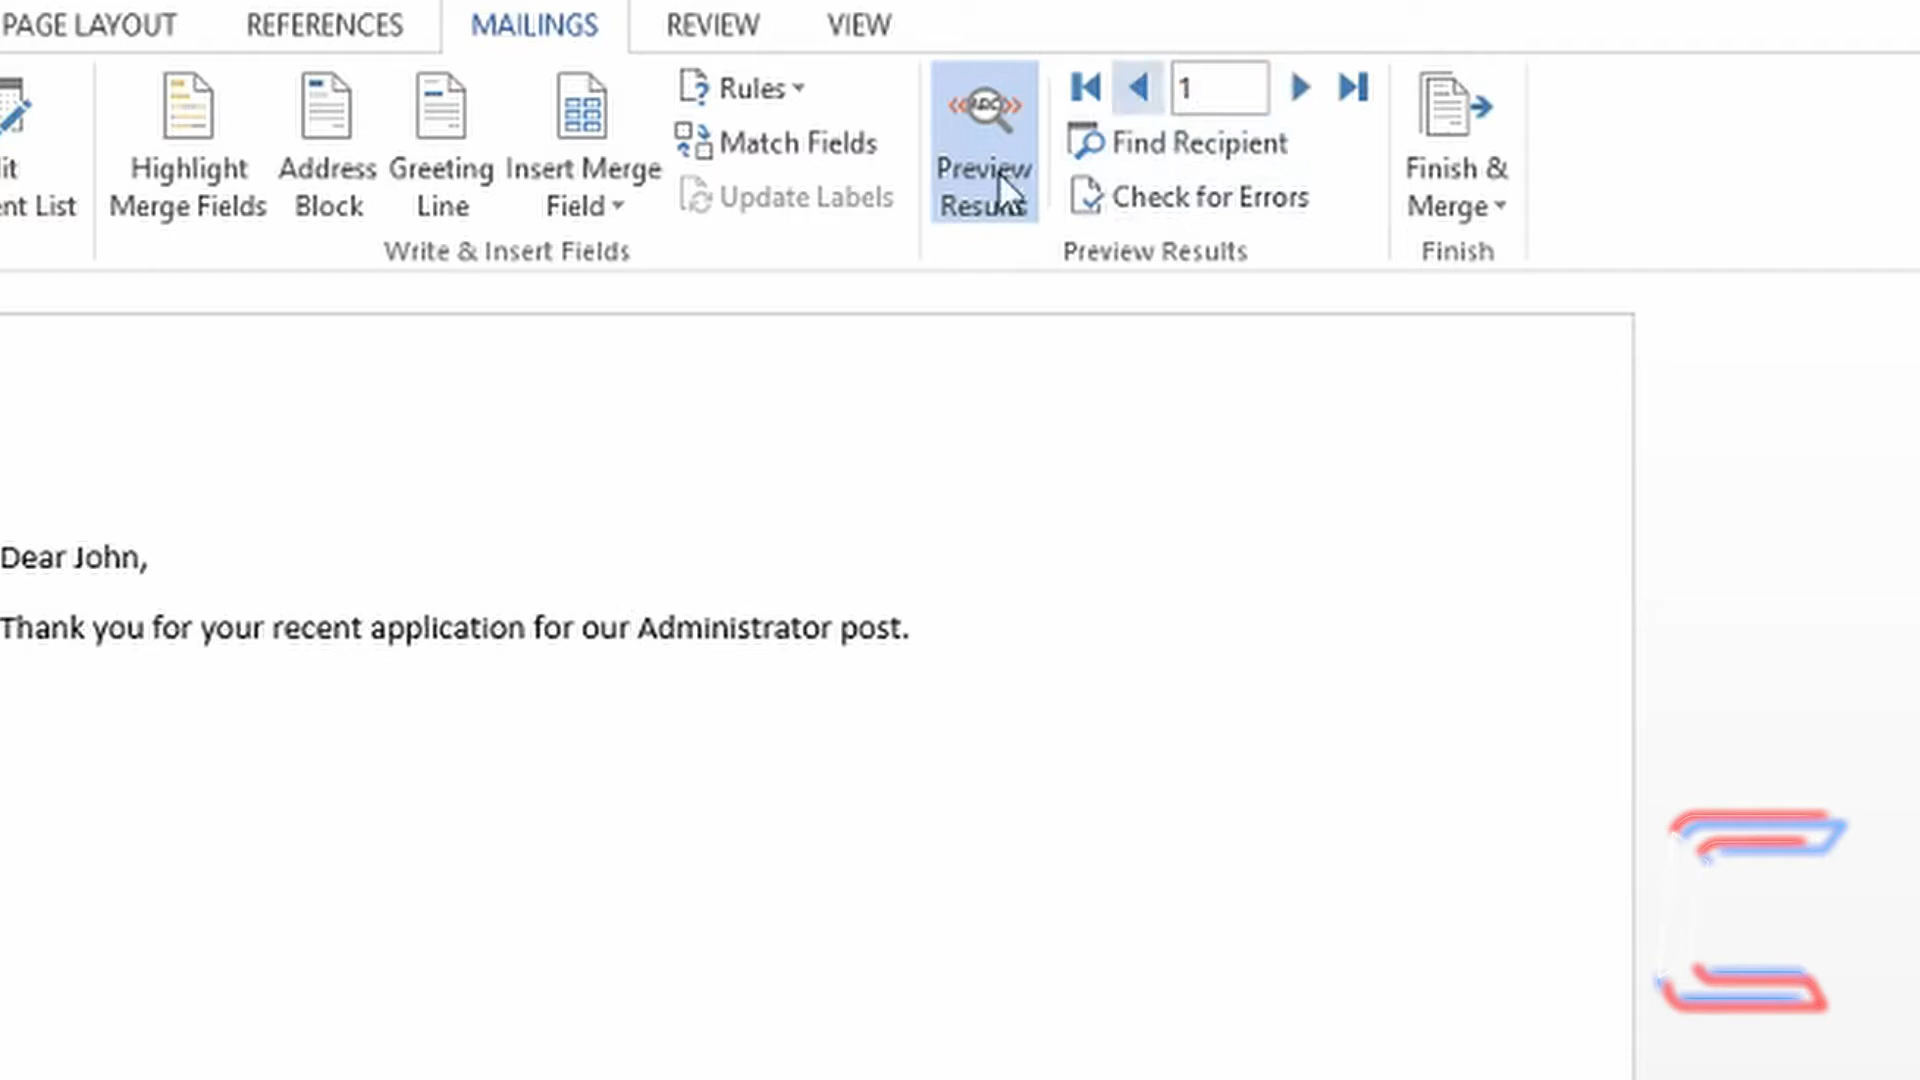 PAGE LAYOUT REFERENCES MAILINGS REVIEW VIEW
Rules 1
Match Fields Find Recipient
Update Labels Check for Errors
Highlight Address Greeting Insert Merge Preview Finish &
nt List Merge Fields Block Line Field Results Merge
Write & Insert Fields Preview Results Finish
Dear John,
Thank you for your recent application for our Administrator post.